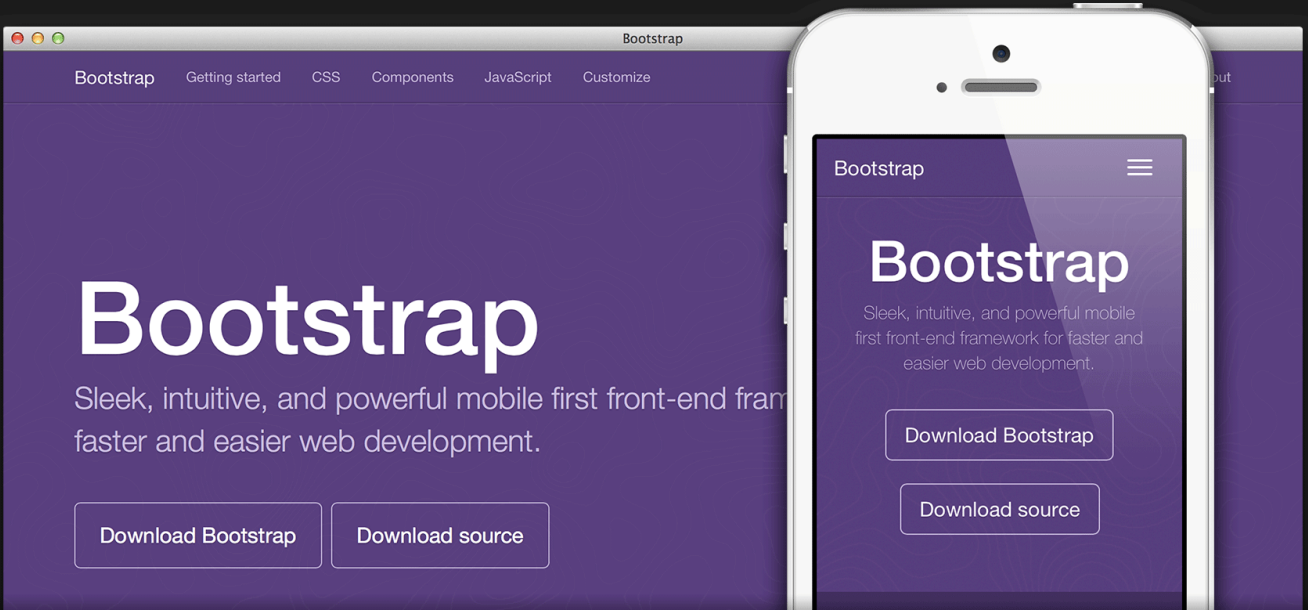 Bootstrap
Bootstrap
Getting started
CSS
Components
JavaScript
Customize
Bootstrap
Sleek, intuitive, and powerful mobile first front-end
faster and easier web development.
Download Bootstrap
Download source
Bootstrap
Bootstrap
Sleek, intuitive, and powerful mobile
first front-end framework for faster and
easier web development.
Download Bootstrap
Download source